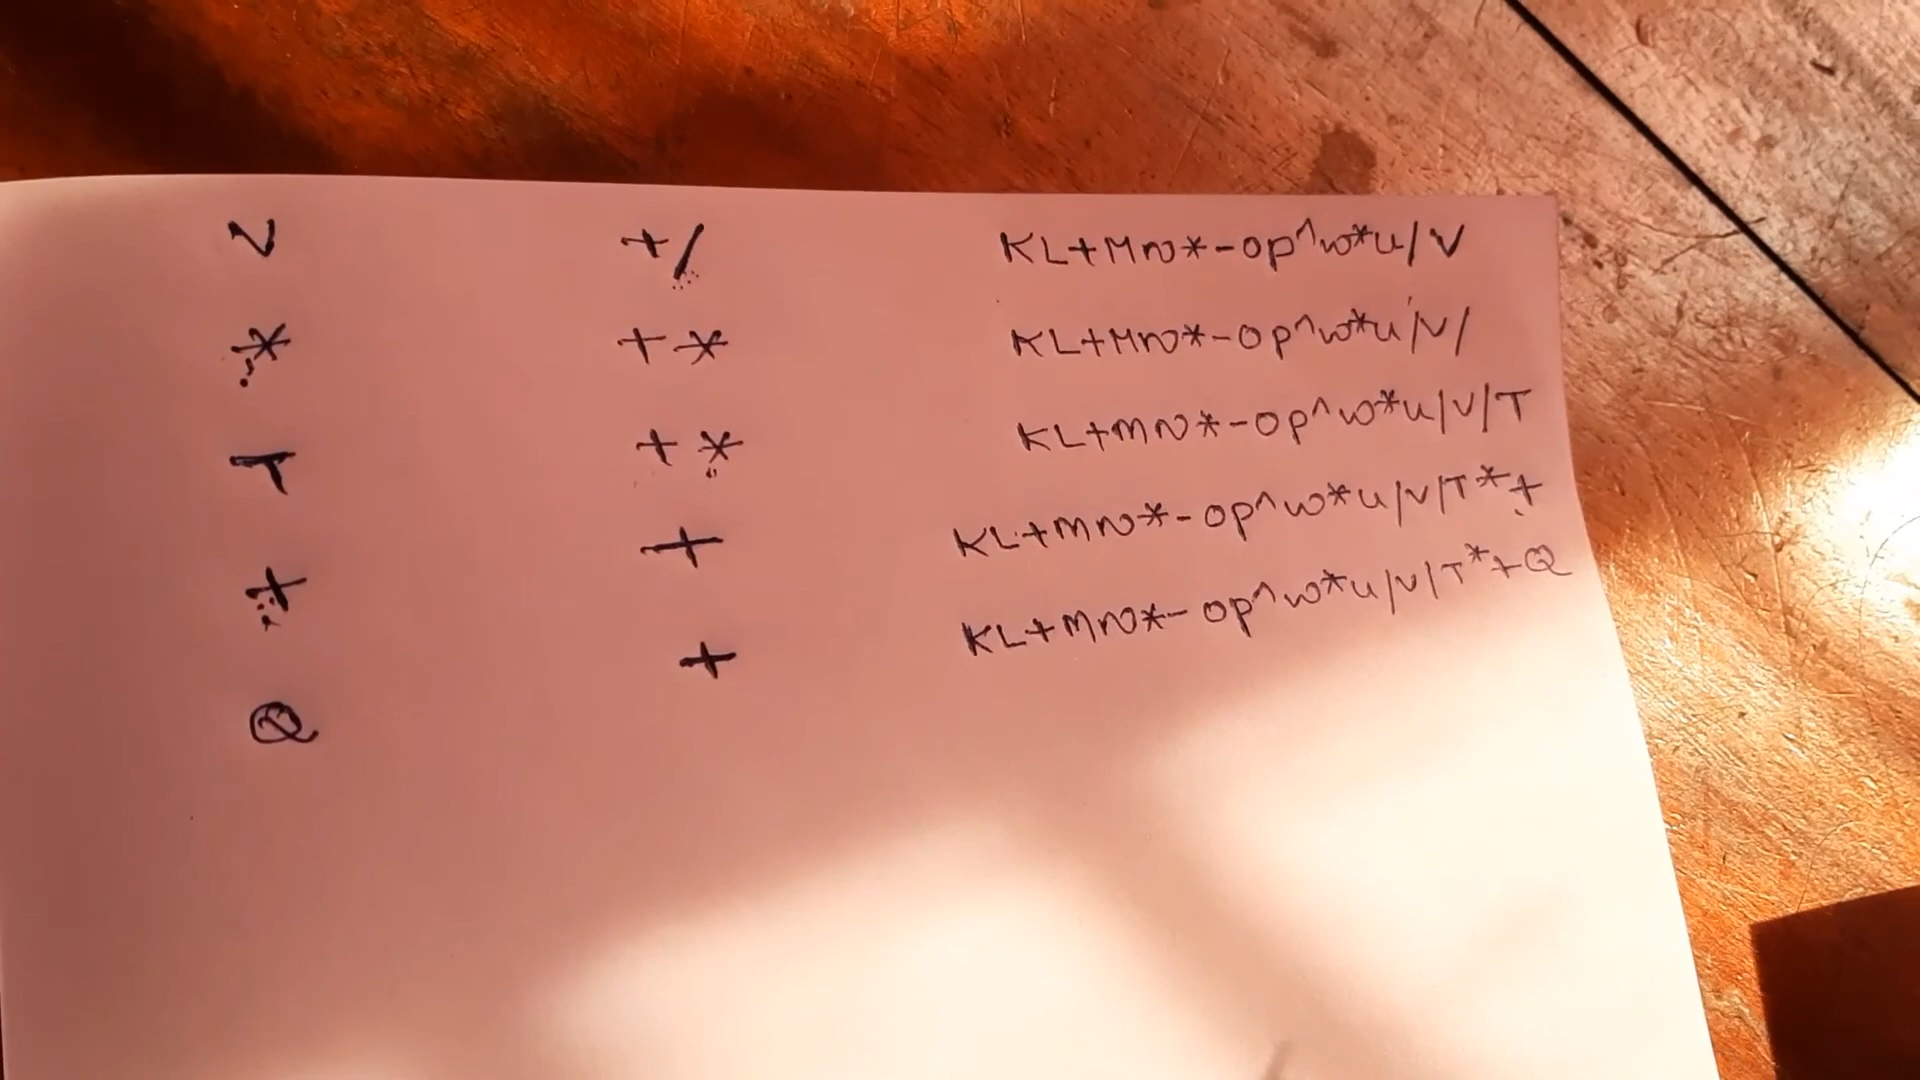 V +/ KL+MN*-OP^W*U/V
* +* KL+MN*-OP^W*U/V/
T +* KL+MN*-OP^W*U/V/T
+ + KL+MN*-OP^W*U/V/T*+
Q + KL+MN*-OP^W*U/V/T*+Q